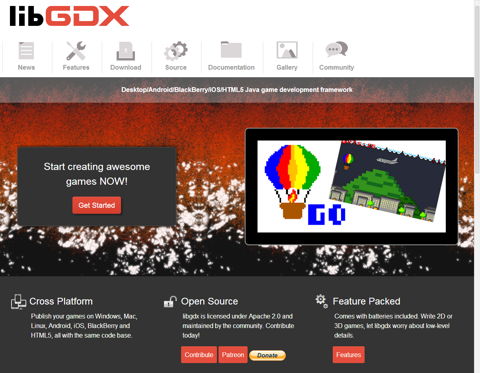 libGDX
News Features Download Source Documentation Gallery Community
Desktop/Android/BlackBerry/iOS/HTML5 Java game development framework
Start creating awesome
games NOW!
Get Started
GO
Cross Platform
Publish your games on Windows, Mac,
Linux, Android, iOS, BlackBerry and
HTML5, all with the same code base.
Open Source
libgdx is licensed under Apache 2.0 and
maintained by the community. Contribute
today!
Contribute Patreon Donate
Feature Packed
Comes with batteries included. Write 2D or
3D games, let libgdx worry about low-level
details.
Features